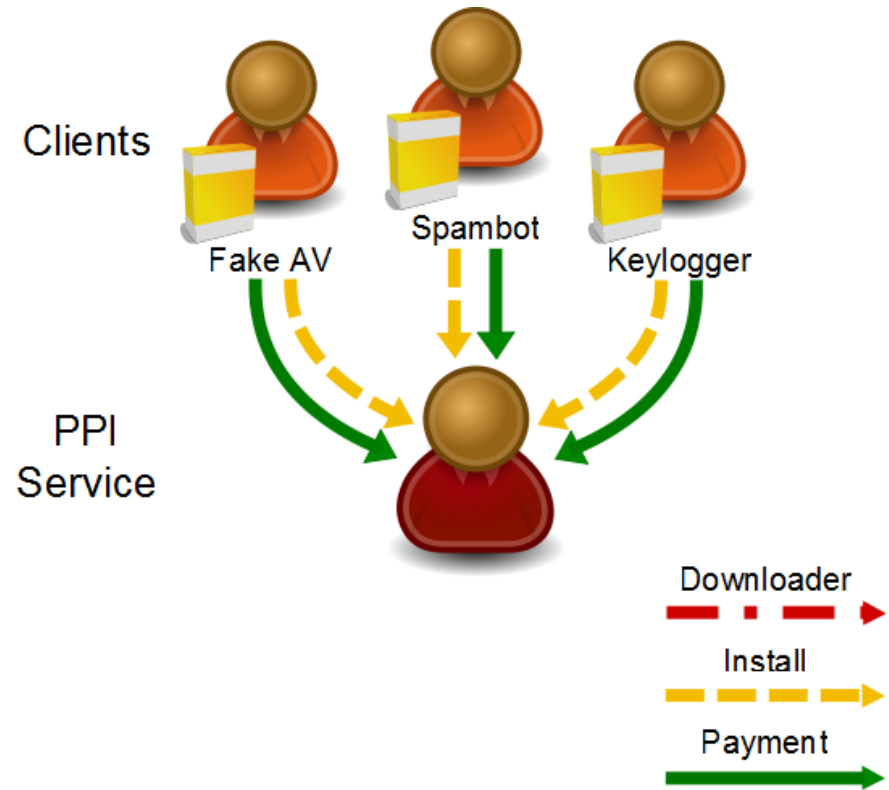 Clients
Fake AV
Spambot
Keylogger
PPI
Service
Downloader
Install
Payment